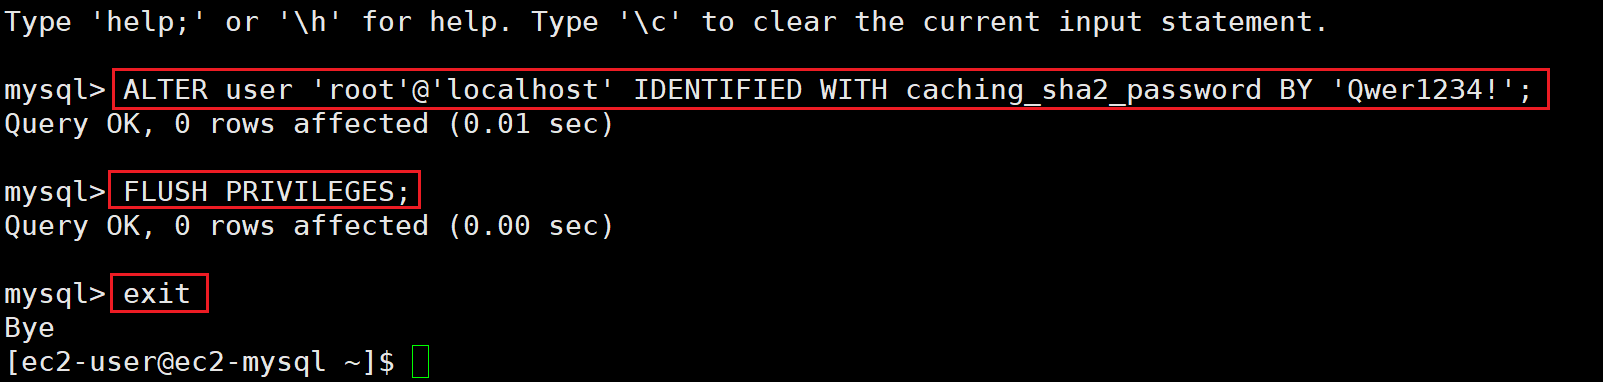 Type 'help;' or '\h' for help. Type '\c' to clear the current input statement.
mysql> ALTER user 'root'@'localhost' IDENTIFIED WITH caching_sha2_password BY 'Qwer1234!';
Query OK, 0 rows affected (0.01 sec)
mysql> FLUSH PRIVILEGES;
Query OK, 0 rows affected (0.00 sec)
mysql> exit
Bye
[ec2-user@ec2-mysql ~]$